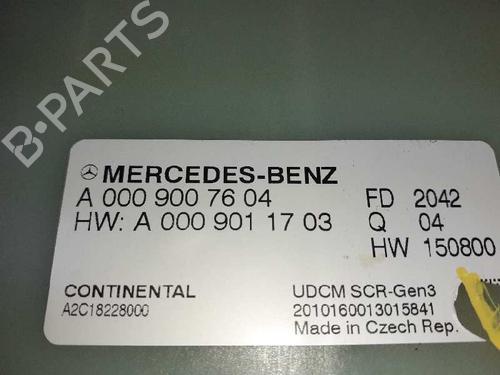 MERCEDES-BENZ
A 000 900 76 04 FD 2042
HW: A 000 901 17 03 Q 04
HW 150800
CONTINENTAL UDCM SCR-Gen3
A2C18228000 2010160013015841
Made in Czech Rep.
B-PARTS